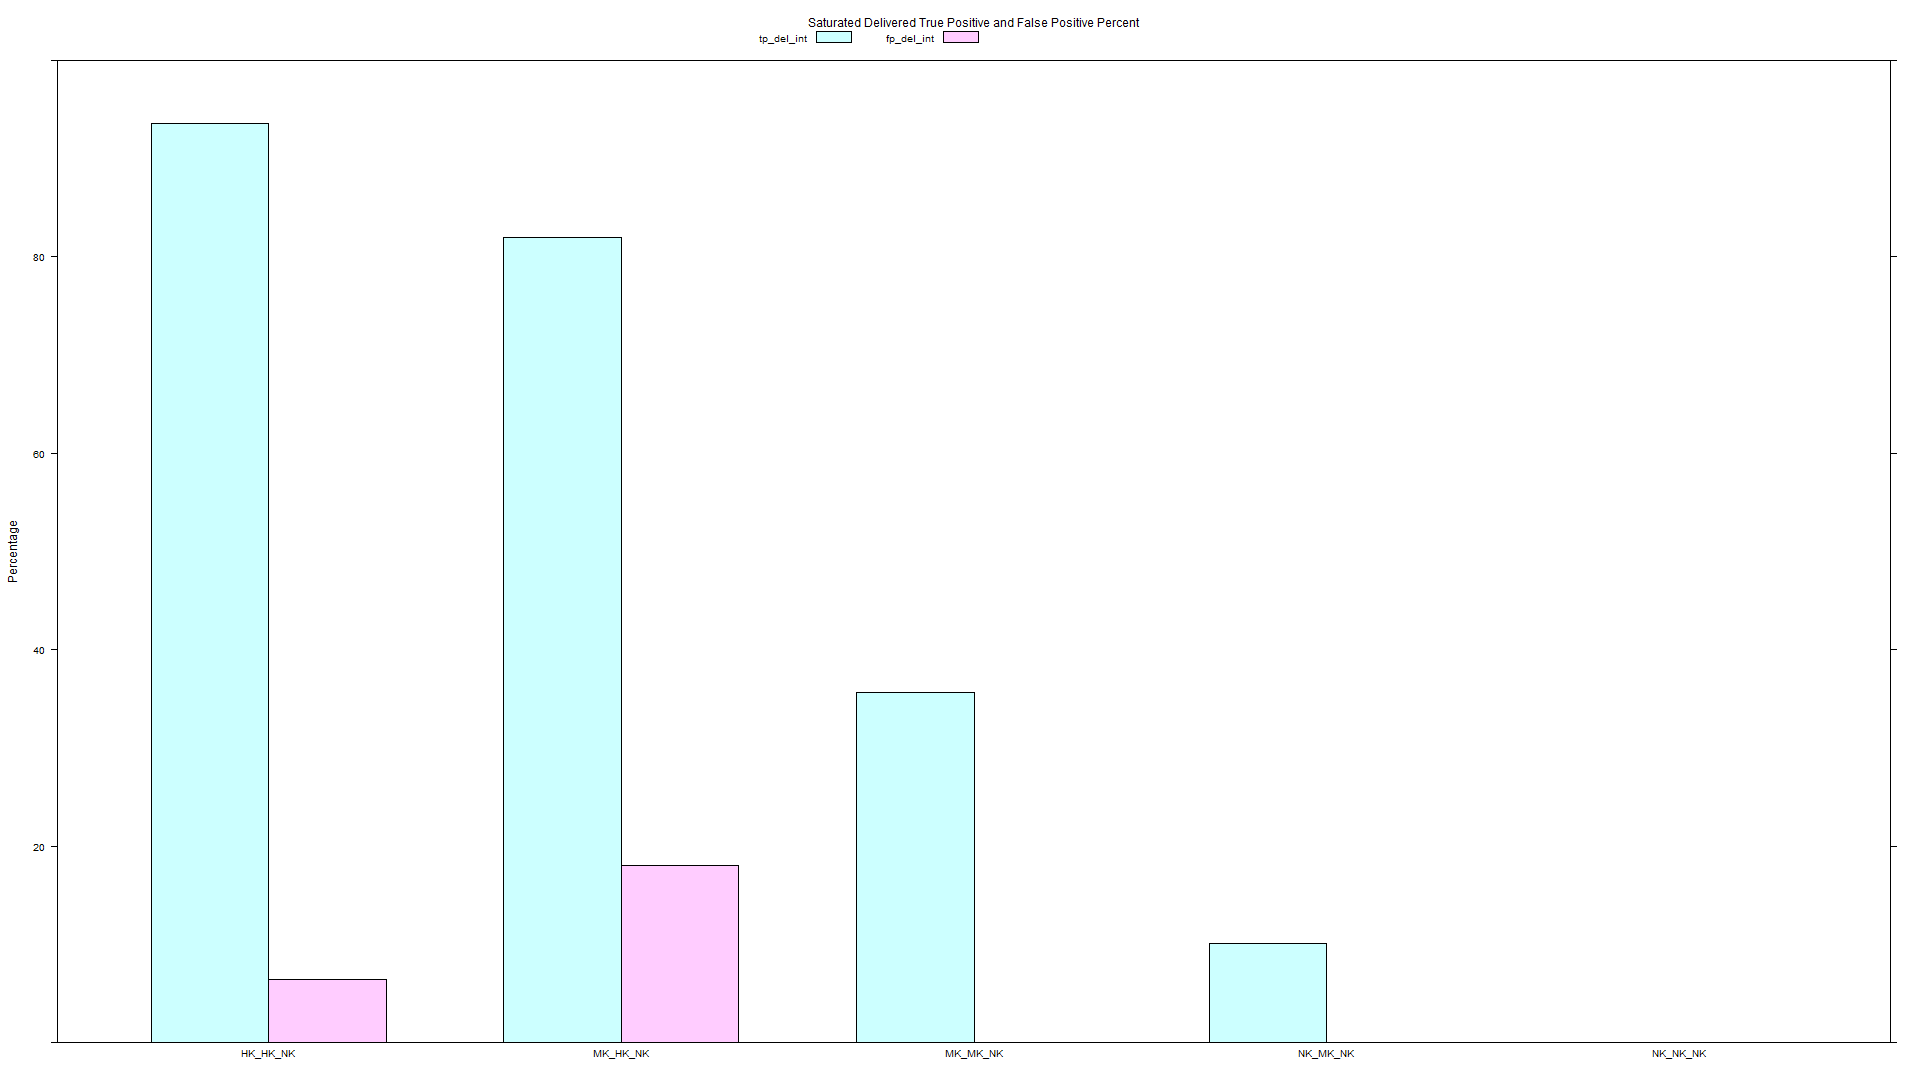 Saturated Delivered True Positive and False Positive Percent
tp_del_int fp_del_int
80
60
Percentage
40
20
HK_HK_NK MK_HK_NK MK_MK_NK NK_MK_NK NK_NK_NK